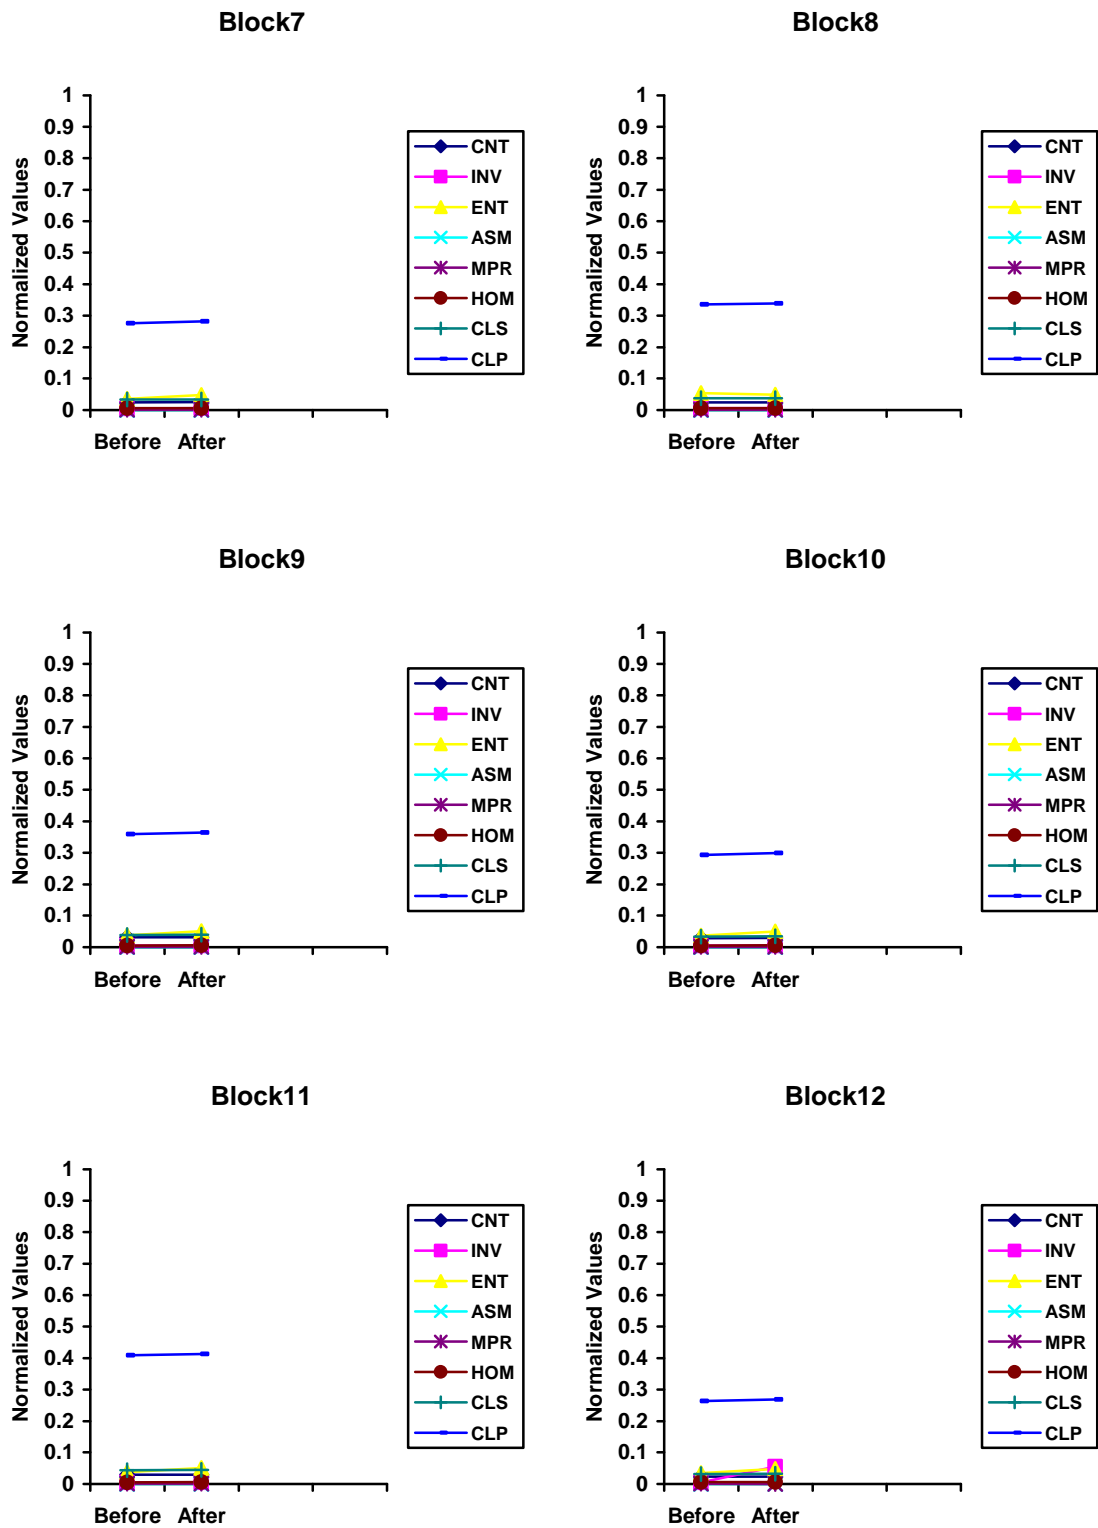 Block7
1
0.9
0.8
0.7
0.6
0.5
0.4
0.3
0.2
0.1
0
Normalized Values
Before After
CNT
INV
ENT
ASM
MPR
HOM
CLS
CLP
Block8
1
0.9
0.8
0.7
0.6
0.5
0.4
0.3
0.2
0.1
0
Normalized Values
Before After
CNT
INV
ENT
ASM
MPR
HOM
CLS
CLP
Block9
1
0.9
0.8
0.7
0.6
0.5
0.4
0.3
0.2
0.1
0
Normalized Values
Before After
CNT
INV
ENT
ASM
MPR
HOM
CLS
CLP
Block10
1
0.9
0.8
0.7
0.6
0.5
0.4
0.3
0.2
0.1
0
Normalized Values
Before After
CNT
INV
ENT
ASM
MPR
HOM
CLS
CLP
Block11
1
0.9
0.8
0.7
0.6
0.5
0.4
0.3
0.2
0.1
0
Normalized Values
Before After
CNT
INV
ENT
ASM
MPR
HOM
CLS
CLP
Block12
1
0.9
0.8
0.7
0.6
0.5
0.4
0.3
0.2
0.1
0
Normalized Values
Before After
CNT
INV
ENT
ASM
MPR
HOM
CLS
CLP